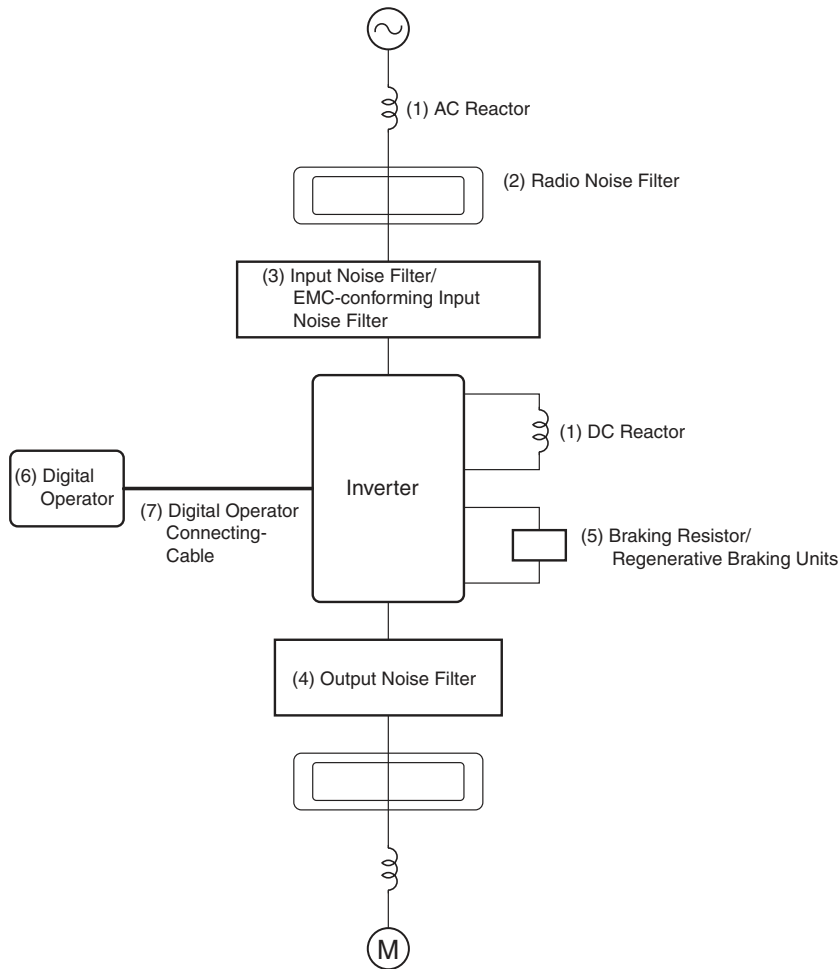 (1) AC Reactor
(2) Radio Noise Filter
(3) Input Noise Filter/
EMC-conforming Input
Noise Filter
(1) DC Reactor
Inverter
(6) Digital
Operator
(7) Digital Operator
Connecting-
Cable
(5) Braking Resistor/
Regenerative Braking Units
(4) Output Noise Filter
M